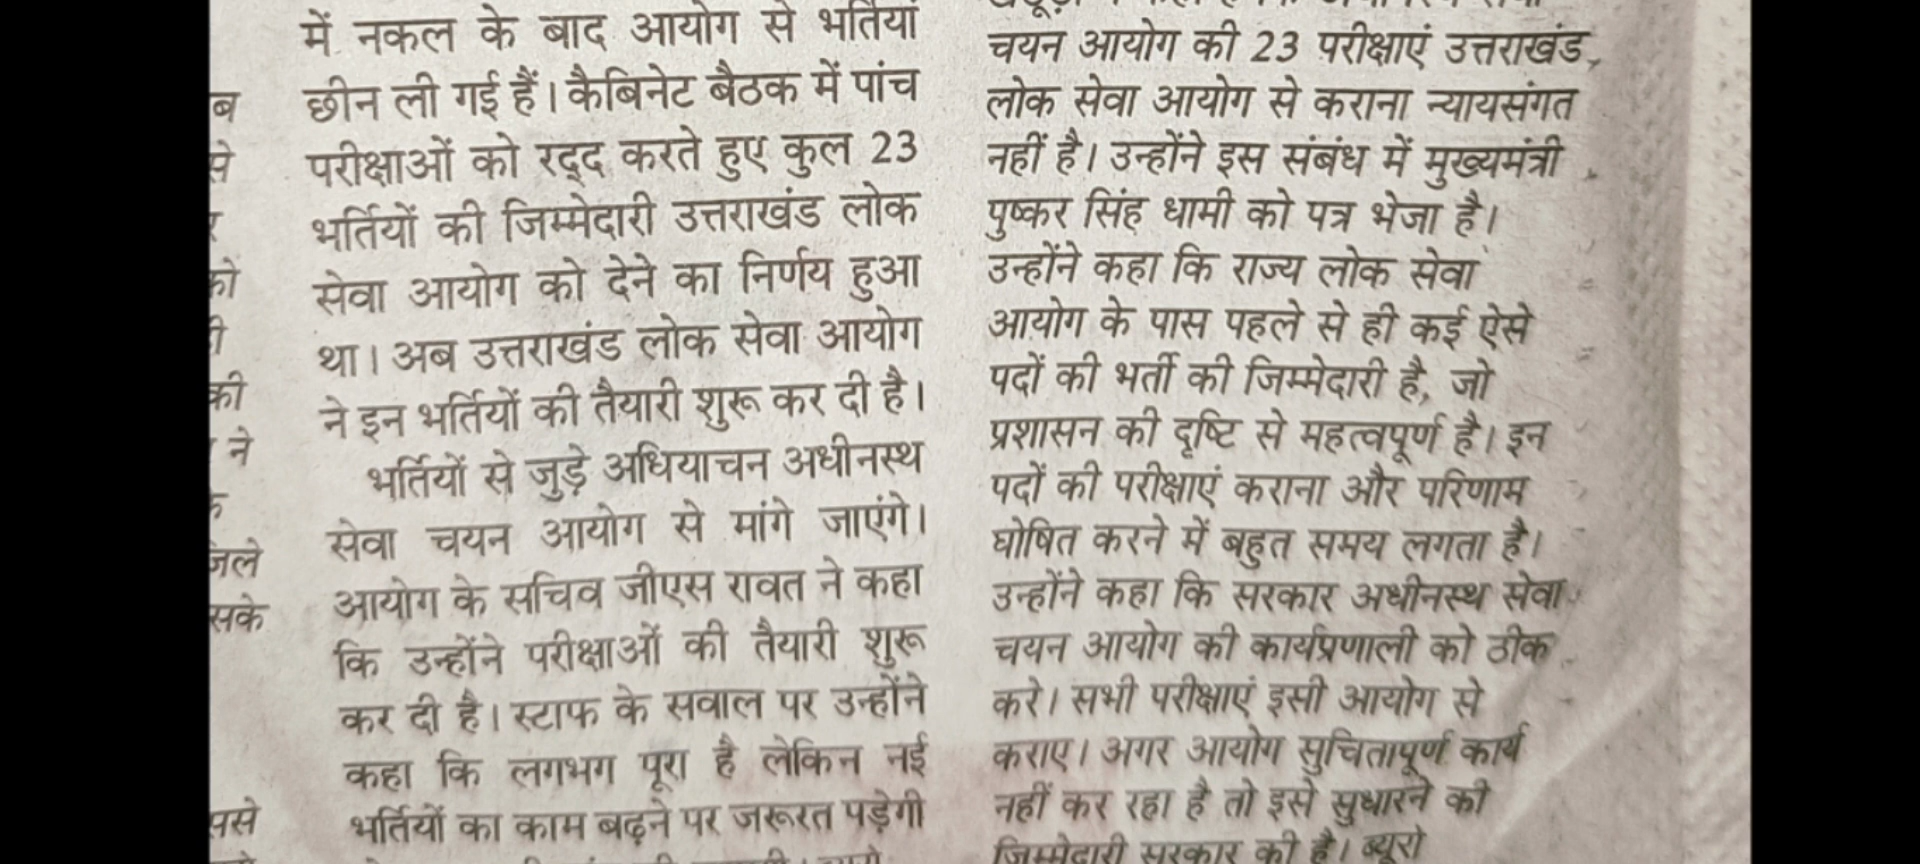 ब
से
को
की
ने
जले
सके
ससे
में नकल के बाद आयोग से भर्तियां
छीन ली गई हैं। कैबिनेट बैठक में पांच
परीक्षाओं को रद्द करते हुए कुल 23
भर्तियों की जिम्मेदारी उत्तराखंड लोक
सेवा आयोग को देने का निर्णय हुआ
था। अब उत्तराखंड लोक सेवा आयोग
ने इन भर्तियों की तैयारी शुरू कर दी है।
भर्तियों से जुड़े अधियाचन अधीनस्थ
सेवा चयन आयोग से मांगे जाएंगे।
आयोग के सचिव जीएस रावत ने कहा
कि उन्होंने परीक्षाओं की तैयारी शुरू
कर दी है। स्टाफ के सवाल पर उन्होंने
कहा कि लगभग पूरा है लेकिन नई
भर्तियों का काम बढ़ने पर जरूरत पड़ेगी
चयन आयोग की 23 परीक्षाएं उत्तराखंड
लोक सेवा आयोग से कराना न्यायसंगत
नहीं है। उन्होंने इस संबंध में मुख्यमंत्री
पुष्कर सिंह धामी को पत्र भेजा है।
उन्होंने कहा कि राज्य लोक सेवा
आयोग के पास पहले से ही कई ऐसे
पदों की भर्ती की जिम्मेदारी है, जो
प्रशासन की दृष्टि से महत्वपूर्ण है। इन
पदों की परीक्षाएं कराना और परिणाम
घोषित करने में बहुत समय लगता है।
उन्होंने कहा कि सरकार अधीनस्थ सेवा
चयन आयोग की कार्यप्रणाली को ठीक
करे। सभी परीक्षाएं इसी आयोग से
कराए। अगर आयोग सुचितापूर्ण कार्य
नहीं कर रहा है तो इसे सुधारने की
जिम्मेदारी सरकार की है। ब्यूरो